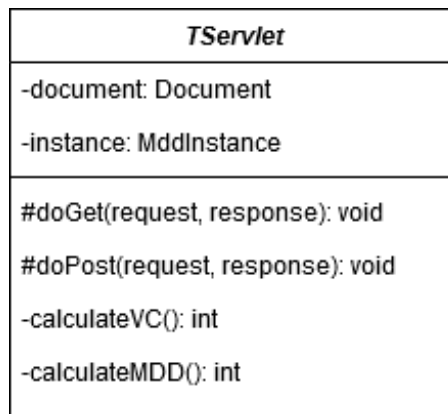 TServlet
-document: Document
-instance: MddInstance
#doGet(request, response): void
#doPost(request, response): void
-calculateVC(): int
-calculateMDD(): int